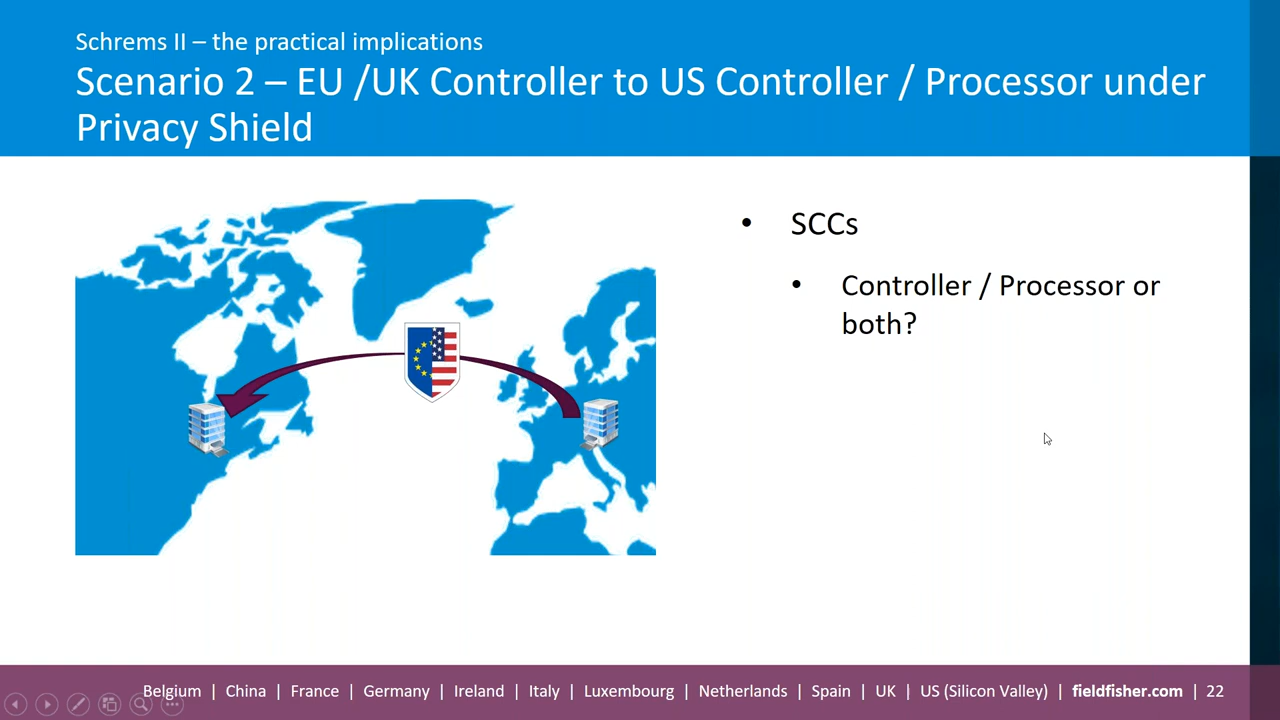 Schrems II – the practical implications
Scenario 2 – EU /UK Controller to US Controller / Processor under
Privacy Shield
• SCCs
• Controller / Processor or
both?
Belgium | China | France | Germany | Ireland | Italy | Luxembourg | Netherlands | Spain | UK | US (Silicon Valley) | fieldfisher.com | 22